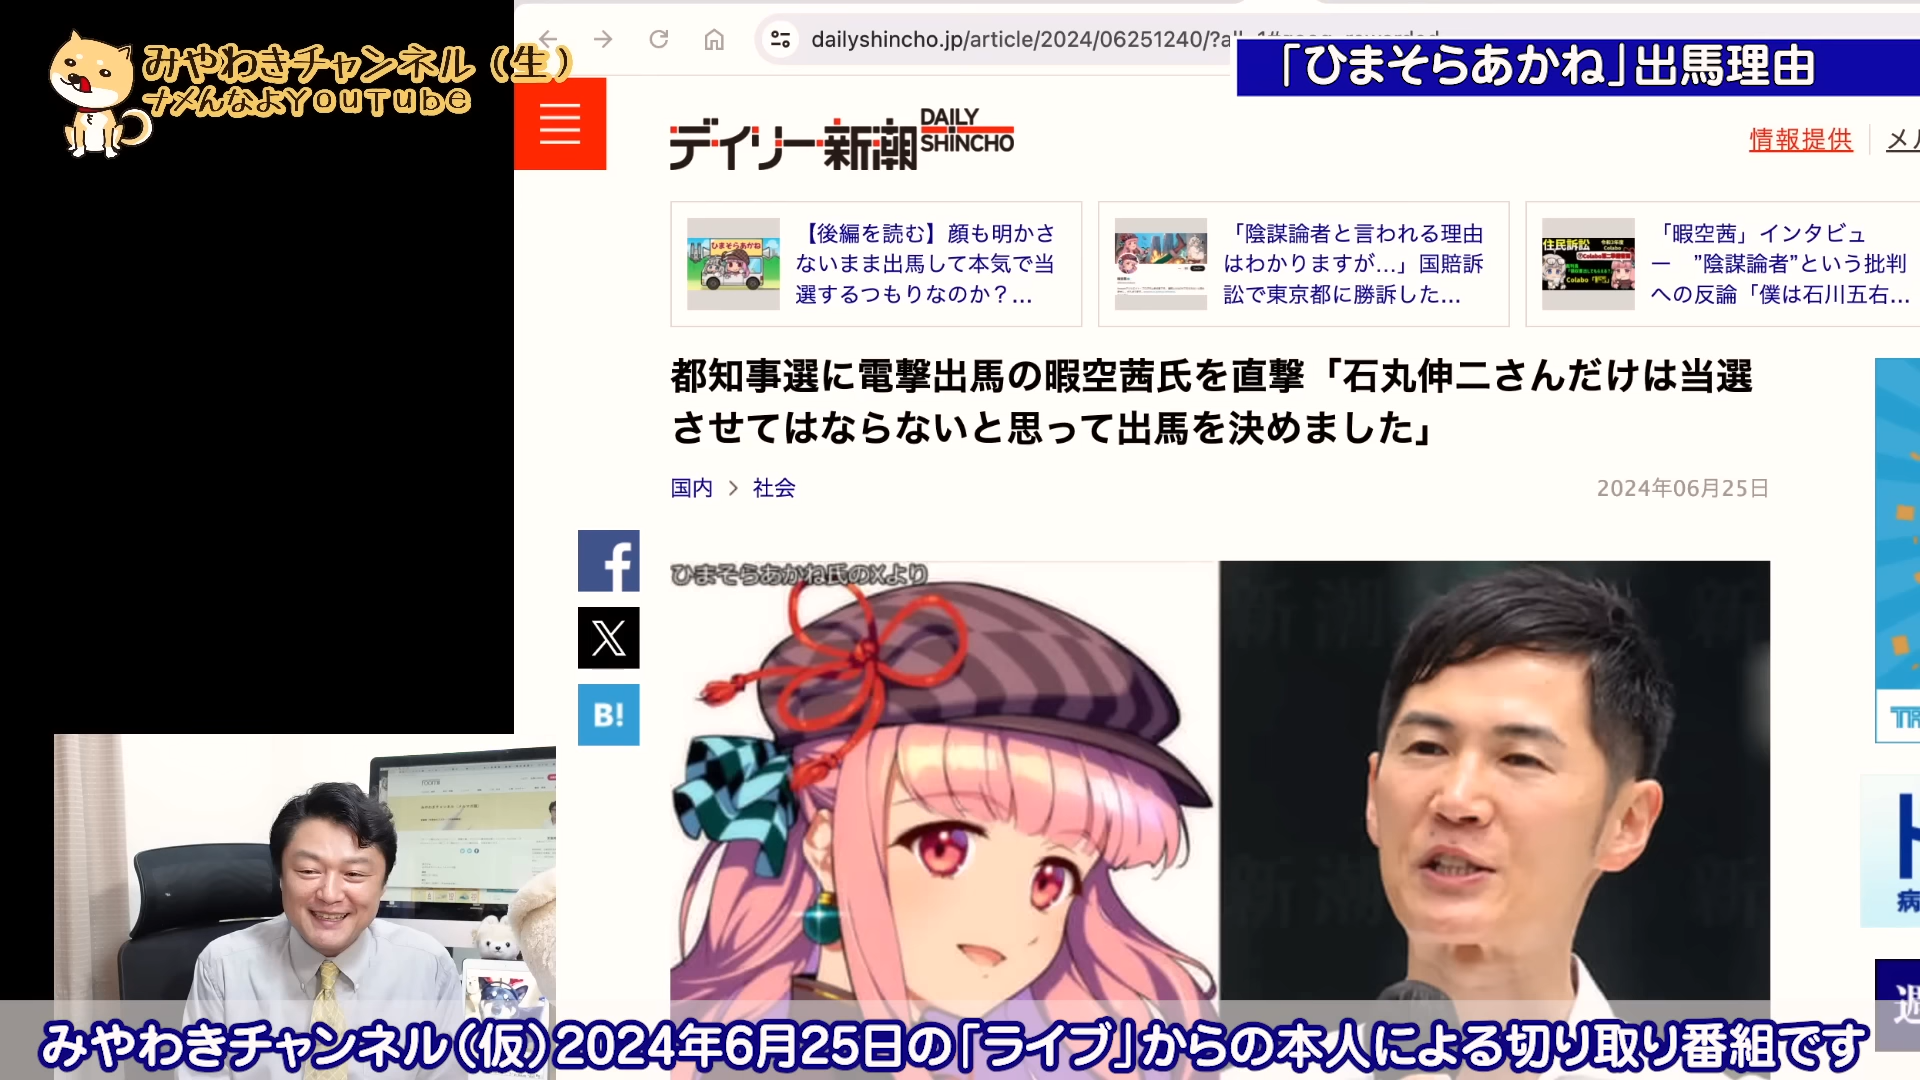 みやわきチャンネル（生）
ナメんなよYouTube
dailyshincho.jp/article/2024/06251240/?all=1#goog_rewarded
「ひまそらあかね」出馬理由
デイリー新潮
DAILY
SHINCHO
情報提供
メル
【後編を読む】顔も明かさ
ないまま出馬して本気で当
選するつもりなのか？...
「陰謀論者と言われる理由
はわかりますが...」国賠訴
訟で東京都に勝訴した...
「暇空茜」インタビュ
ー　”陰謀論者”という批判
への反論「僕は石川五右...
都知事選に電撃出馬の暇空茜氏を直撃「石丸伸二さんだけは当選
させてはならないと思って出馬を決めました」
国内
社会
2024年06月25日
ひまそらあかね氏のXより
B!
病
みやわきチャンネル（仮）2024年6月25日の「ライブ」からの本人による切り取り番組です